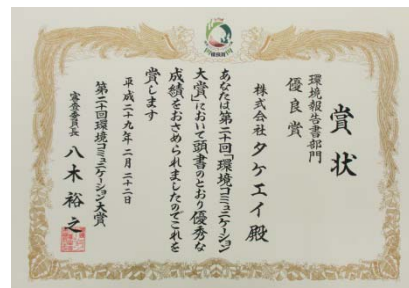 賞状
環境報告書部門
優良賞
株式会社 タケエイ 殿
あなたは第二十回「環境コミュニケーション
大賞」において頭書のとおり優秀な
成績をおさめられましたのでこれを
賞します
平成二十九年二月二十二日
第二十回環境コミュニケーション大賞
審査委員長 八木裕之